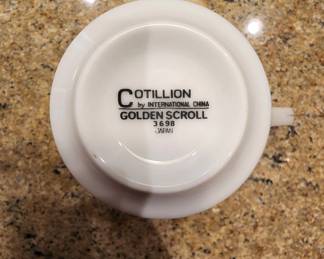 COTILLION
by INTERNATIONAL CHINA
GOLDEN SCROLL
3698
JAPAN